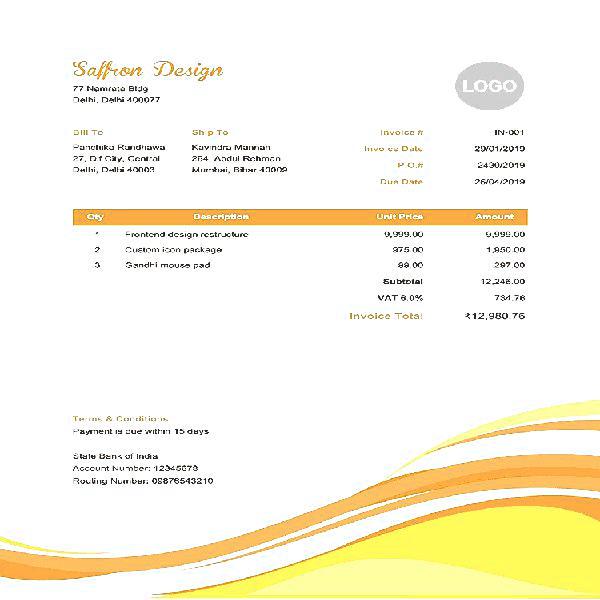 Saffron Design
77 Namrata Bldg
Delhi, Delhi 400077
LOGO
Bill To
Panchika Randhawa
27, Dlf City, Central
Delhi, Delhi 40003
Ship To
Kavindra Mannan
264, Abdul Rehman
Mumbai, Bihar 40009
Invoice # IN-001
Invoice Date 29/01/2019
P.O.# 2430/2019
Due Date 26/04/2019
Qty Description Unit Price Amount
1 Frontend design restructure 9,999.00 9,999.00
2 Custom icon package 975.00 1,950.00
3 Gandhi mouse pad 99.00 297.00
Subtotal 12,246.00
VAT 6.0% 734.76
Invoice Total ₹12,980.76
Terms & Conditions
Payment is due within 15 days
State Bank of India
Account Number: 12345678
Routing Number: 09876543210